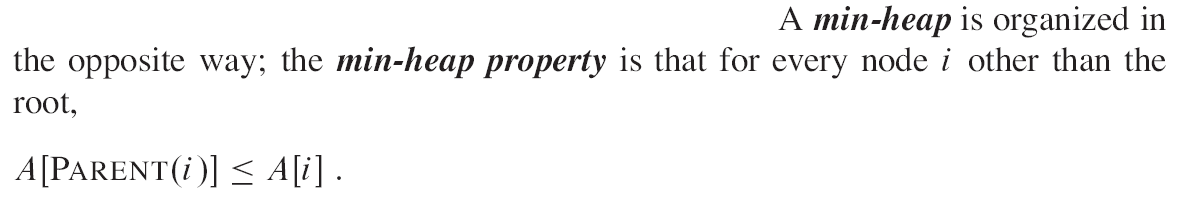 A min-heap is organized in
the opposite way; the min-heap property is that for every node i other than the
root,
A[PARENT(i)] ≤ A[i] .